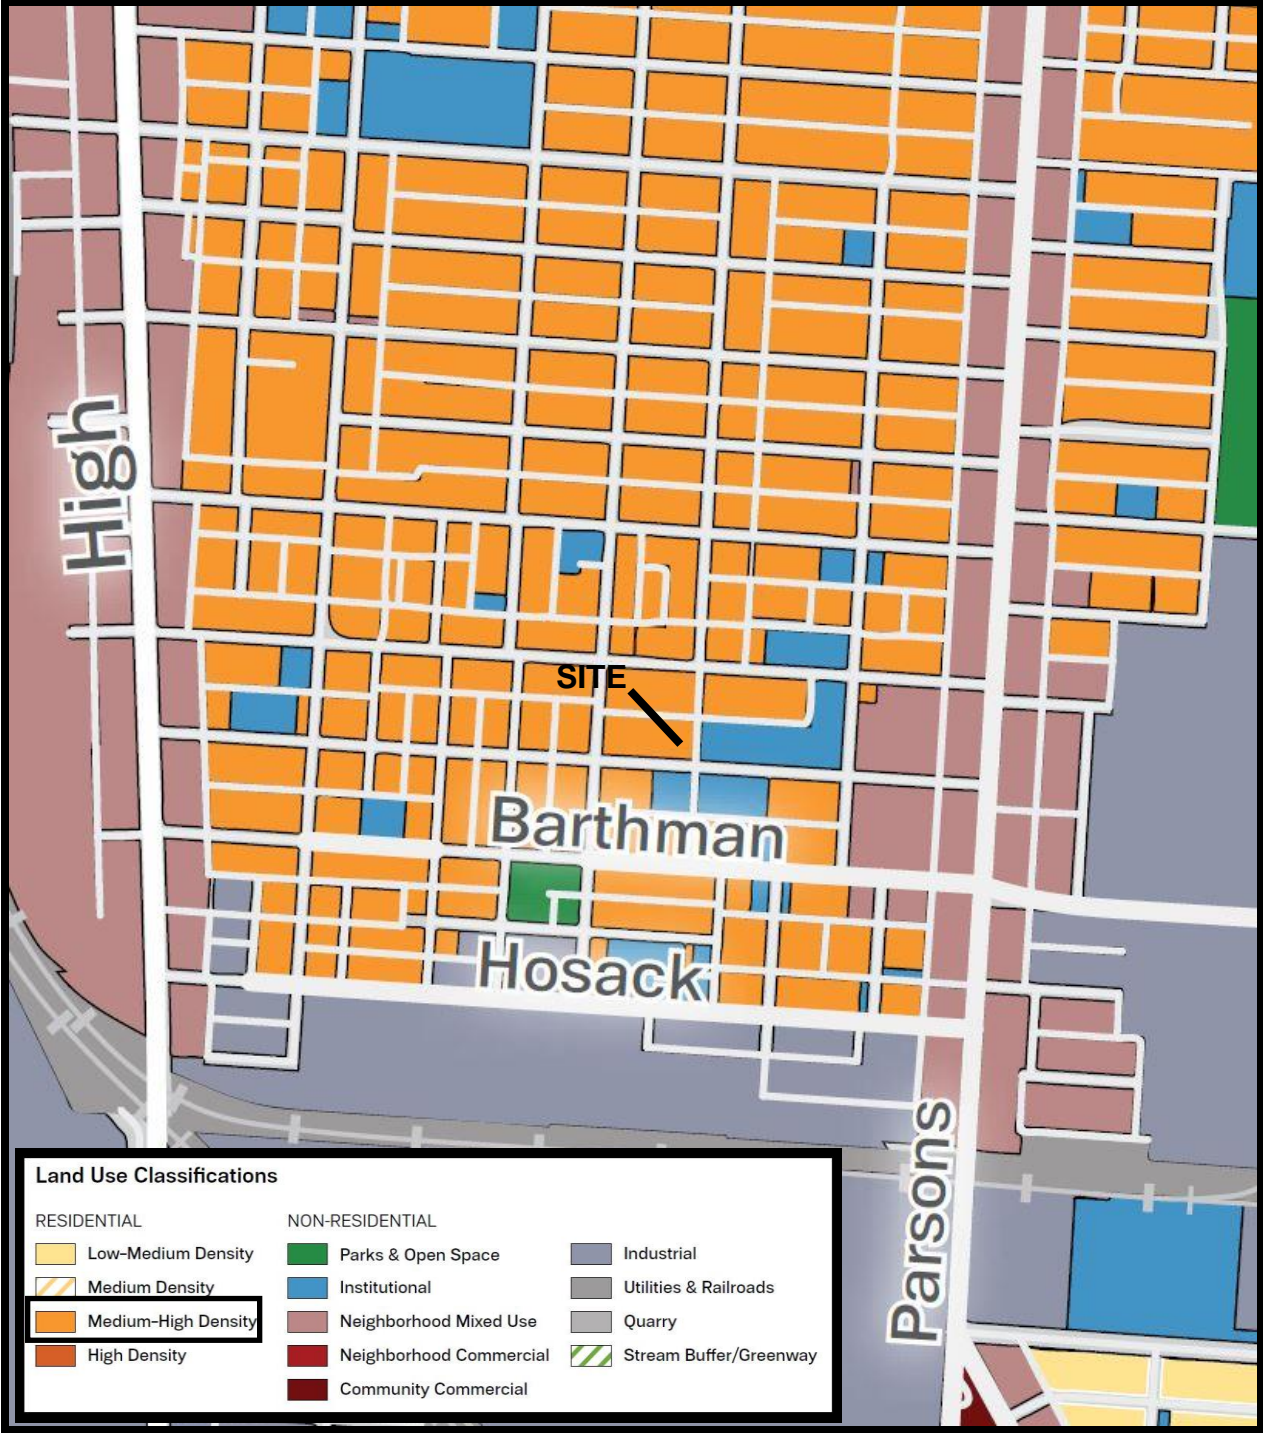 High
SITE
Barthman
Hosack
Parsons
Land Use Classifications
RESIDENTIAL
Low-Medium Density
Medium Density
Medium-High Density
High Density
NON-RESIDENTIAL
Parks & Open Space
Institutional
Neighborhood Mixed Use
Neighborhood Commercial
Community Commercial
Industrial
Utilities & Railroads
Quarry
Stream Buffer/Greenway